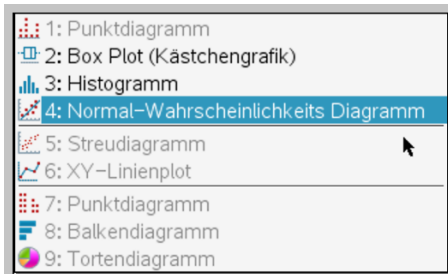 1: Punktdiagramm
2: Box Plot (Kästchengrafik)
3: Histogramm
4: Normal-Wahrscheinlichkeits Diagramm
5: Streudiagramm
6: XY-Linienplot
7: Punktdiagramm
8: Balkendiagramm
9: Tortendiagramm